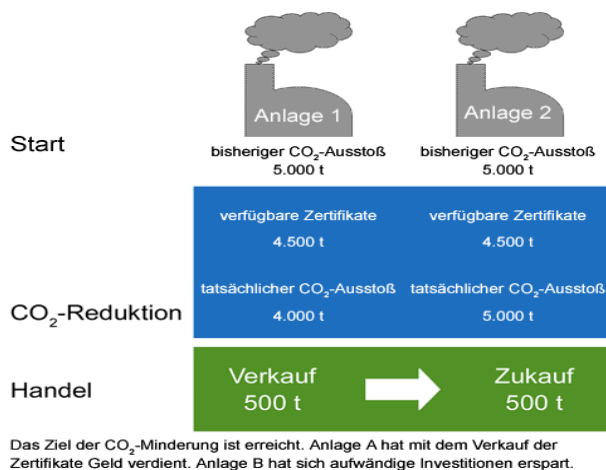 Anlage 1
Anlage 2
Start
bisheriger CO₂-Ausstoß
5.000 t
bisheriger CO₂-Ausstoß
5.000 t
verfügbare Zertifikate
4.500 t
verfügbare Zertifikate
4.500 t
CO₂-Reduktion
tatsächlicher CO₂-Ausstoß
4.000 t
tatsächlicher CO₂-Ausstoß
5.000 t
Handel
Verkauf
500 t
Zukauf
500 t
Das Ziel der CO₂-Minderung ist erreicht. Anlage A hat mit dem Verkauf der
Zertifikate Geld verdient. Anlage B hat sich aufwändige Investitionen erspart.